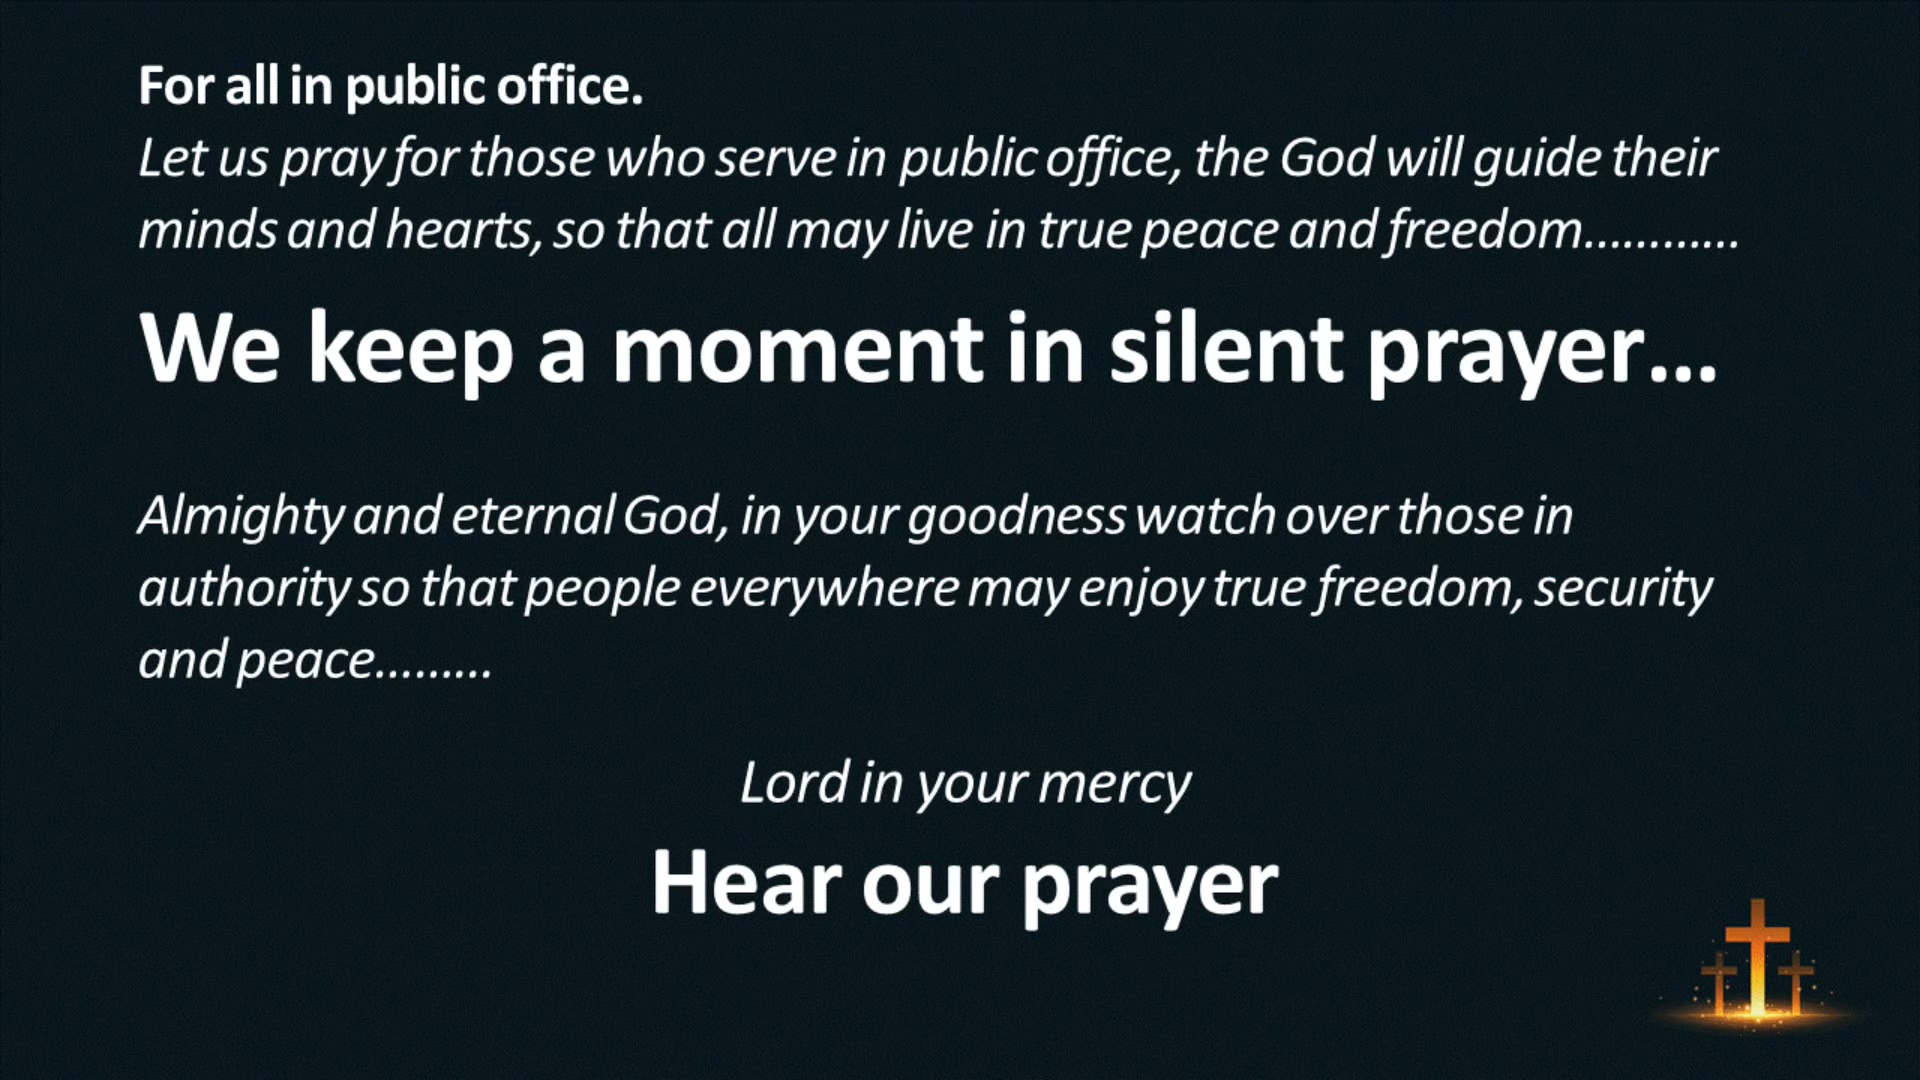 For all in public office.
Let us pray for those who serve in public office, the God will guide their
minds and hearts, so that all may live in true peace and freedom.............
We keep a moment in silent prayer...
Almighty and eternal God, in your goodness watch over those in
authority so that people everywhere may enjoy true freedom, security
and peace..........
Lord in your mercy
Hear our prayer